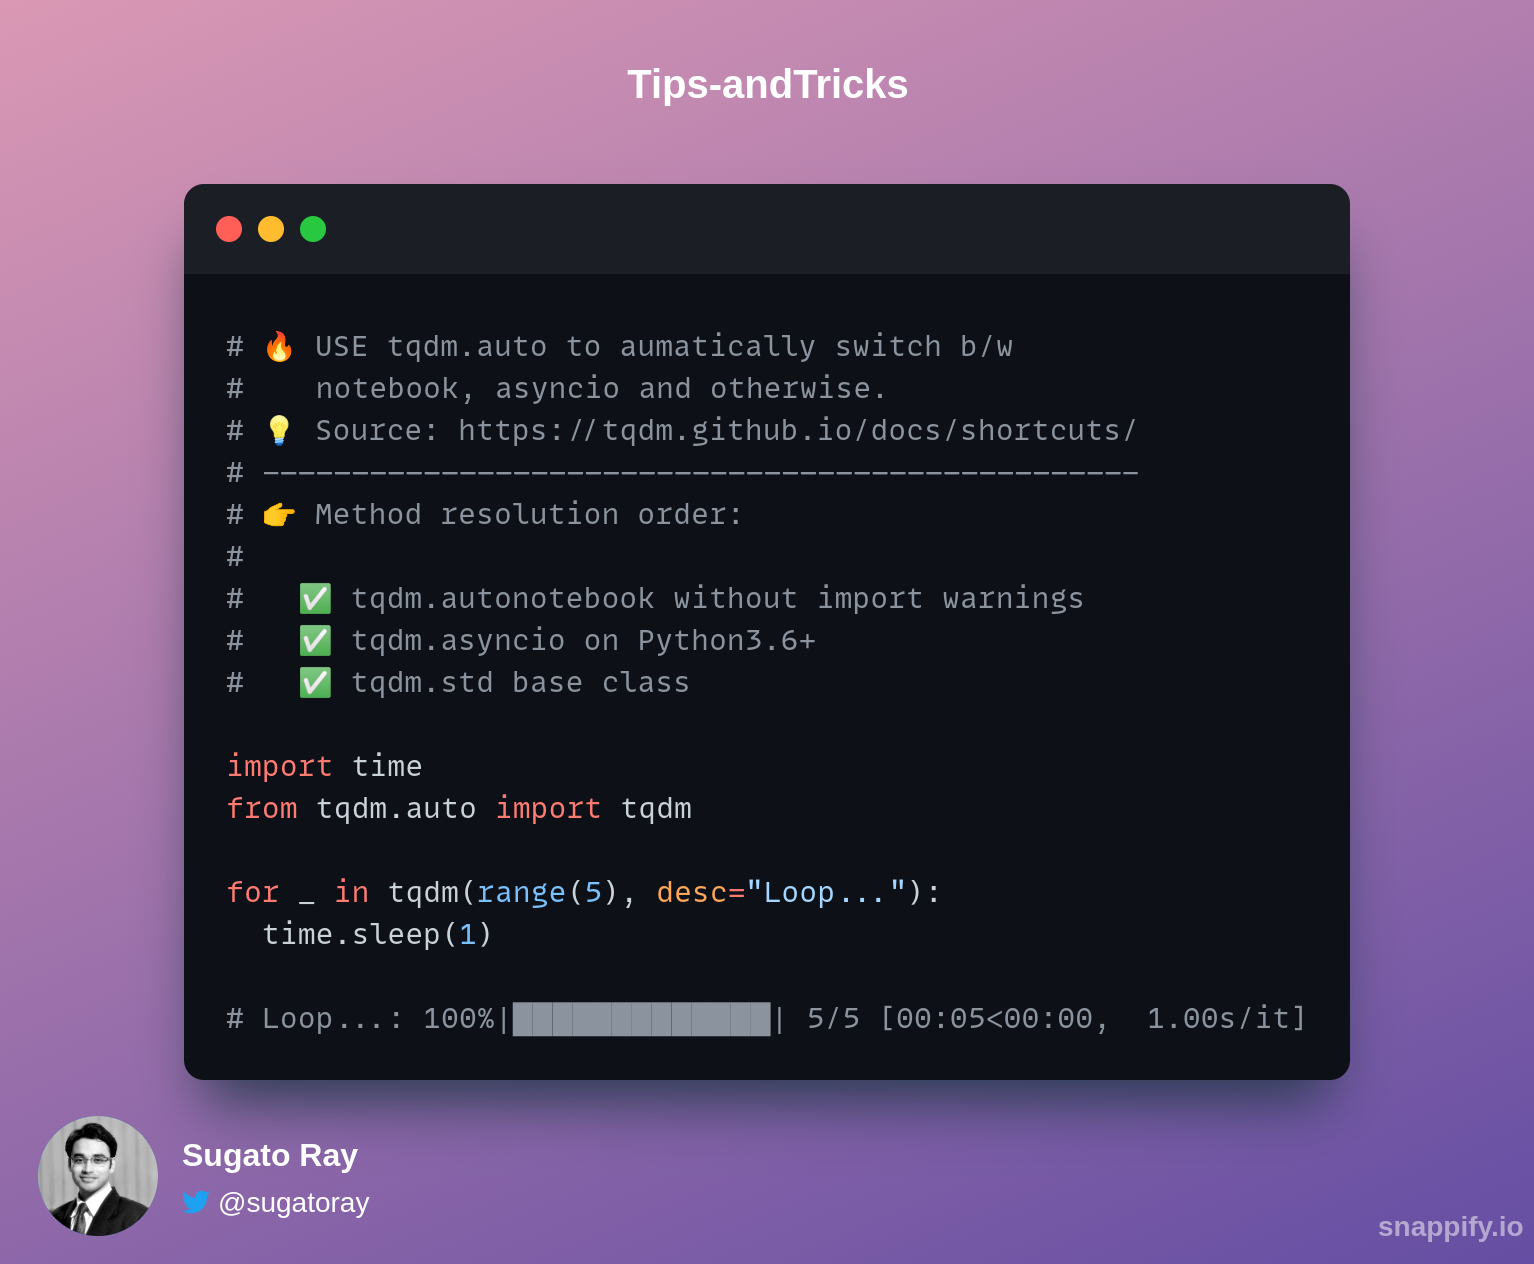 Tips-andTricks
# 🔥 USE tqdm.auto to aumatically switch b/w
#    notebook, asyncio and otherwise.
# 💡 Source: https://tqdm.github.io/docs/shortcuts/
# -------------------------------------------------
# 👉 Method resolution order:
#
#   ✅ tqdm.autonotebook without import warnings
#   ✅ tqdm.asyncio on Python3.6+
#   ✅ tqdm.std base class
import time
from tqdm.auto import tqdm
for _ in tqdm(range(5), desc="Loop..."):
  time.sleep(1)
# Loop...: 100%|█████████████| 5/5 [00:05<00:00,  1.00s/it]
Sugato Ray
@sugatoray
snappify.io